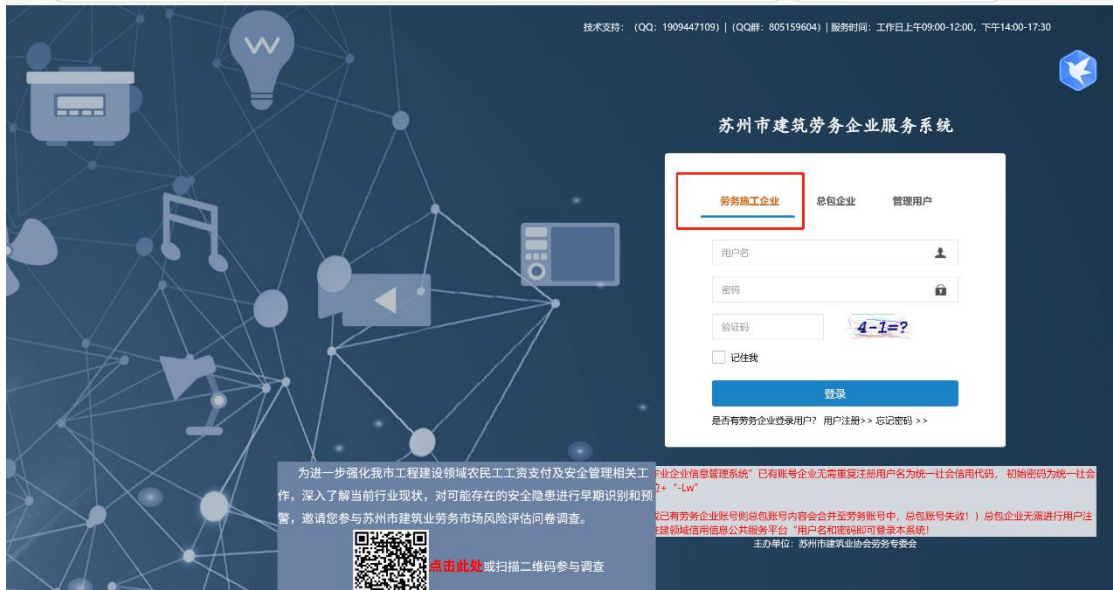 技术支持：（QQ：1909447109）|（QQ群：805159604）| 服务时间：工作日上午09:00-12:00，下午14:00-17:30
苏州市建筑劳务企业服务系统
劳务施工企业 总包企业 管理用户
用户名
密码
验证码 4-1=?
记住我
登录
是否有劳务企业登录用户？ 用户注册>> 忘记密码 >>
为进一步强化我市工程建设领域农民工工资支付及安全管理相关工
作，深入了解当前行业现状，对可能存在的安全隐患进行早期识别和预
警，邀请您参与苏州市建筑业劳务市场风险评估问卷调查。
点击此处或扫描二维码参与调查
业企业信息管理系统”已有账号企业无需重复注册用户名为统一社会信用代码， 初始密码为统一社会
+ “-Lw”
已有劳务企业账号则总包账号内容会合并至劳务账号中，总包账号失效！）总包企业无需进行用户注
建领域信用信息公共服务平台 “用户名和密码即可登录本系统!
主办单位：苏州市建筑业协会劳务专委会